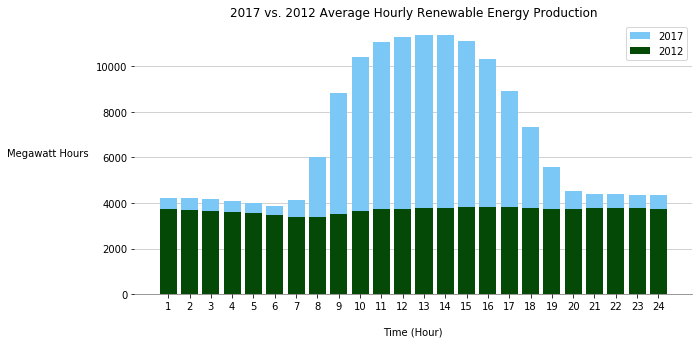 2017 vs. 2012 Average Hourly Renewable Energy Production
2017
2012
10000
8000
6000
4000
2000
0
Megawatt Hours
1 2 3 4 5 6 7 8 9 10 11 12 13 14 15 16 17 18 19 20 21 22 23 24
Time (Hour)